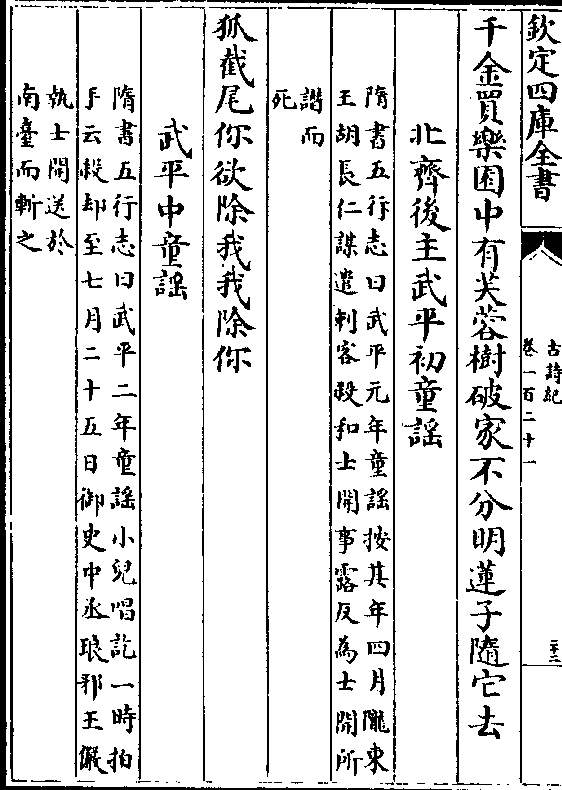 欽定四庫全書
古詩紀
卷一百二十一
二十二
千金買樂園中有芙蓉樹破家不分明蓮子隨它去
北齊後主武平初童謡
隋書五行志曰武平元年童謡按其年四月隴東
王胡長仁謀遣刺客殺和士開事露反為士開所
譖而
死
狐截尾你欲除我我除你
武平中童謡
隋書五行志曰武平二年童謡小兒唱訖一時拍
手云殺却至七月二十五日御史中丞琅邪王儼
執士開送於
南臺而斬之